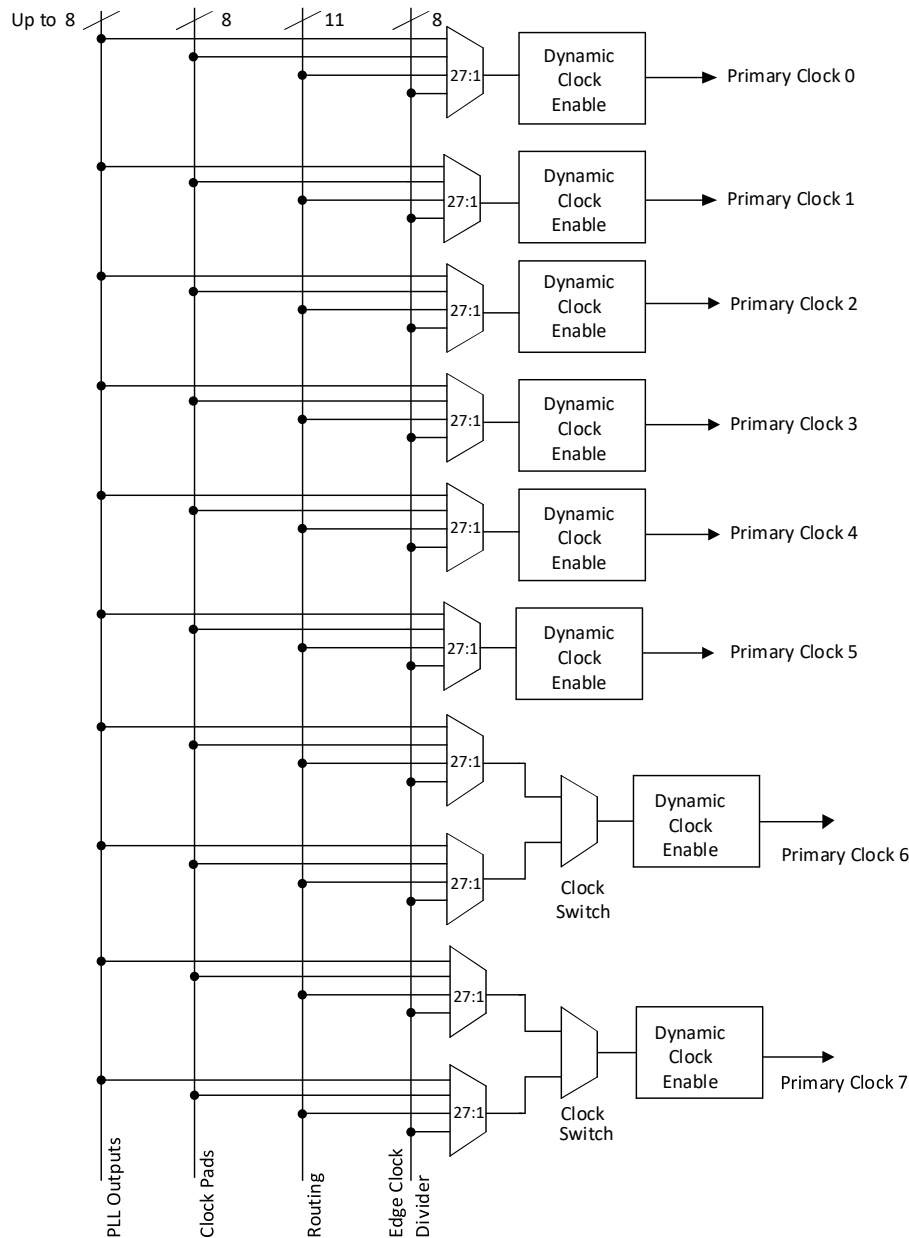 Up to 8 8 11 8
27:1
Dynamic
Clock
Enable
Primary Clock 0
27:1
Dynamic
Clock
Enable
Primary Clock 1
27:1
Dynamic
Clock
Enable
Primary Clock 2
27:1
Dynamic
Clock
Enable
Primary Clock 3
27:1
Dynamic
Clock
Enable
Primary Clock 4
27:1
Dynamic
Clock
Enable
Primary Clock 5
27:1
27:1
Clock
Switch
Dynamic
Clock
Enable
Primary Clock 6
27:1
27:1
Clock
Switch
Dynamic
Clock
Enable
Primary Clock 7
PLL Outputs
Clock Pads
Routing
Edge Clock
Divider